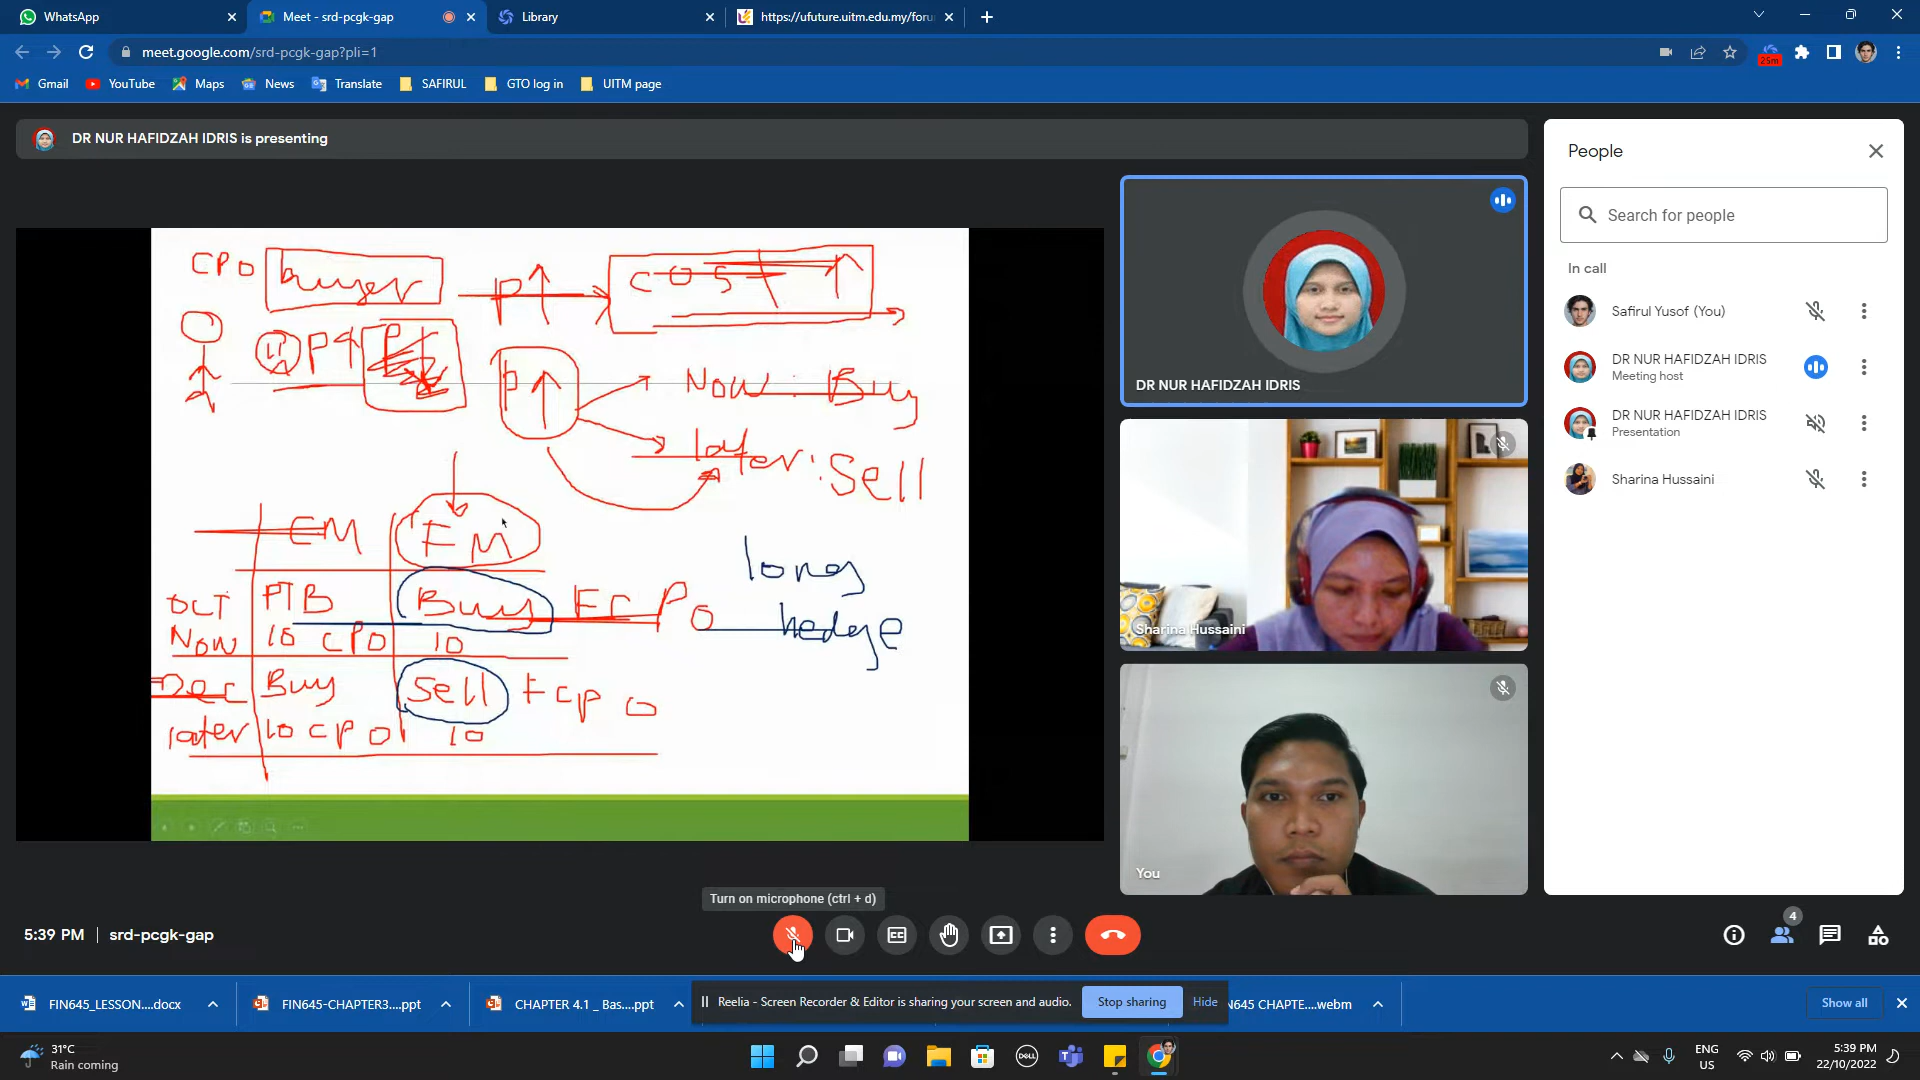 WhatsApp
Meet - srd-pcgk-gap
Library
https://ufuture.uitm.edu.my/foru
meet.google.com/srd-pcgk-gap?pli=1
25m
Gmail
YouTube
Maps
News
Translate
SAFIRUL
GTO log in
UITM page
DR NUR HAFIDZAH IDRIS is presenting
CPO buyer P↑ COST ↑
P↑
P↑
Now : Buy
later : Sell
CM FM
long
hedge
OCT PTB Buy FCPO
Now 10 CPO 10
Dec Buy Sell FCPO
later 10 CPO 10
DR NUR HAFIDZAH IDRIS
Sharina Hussaini
You
People
Search for people
In call
Safirul Yusof (You)
DR NUR HAFIDZAH IDRIS
Meeting host
DR NUR HAFIDZAH IDRIS
Presentation
Sharina Hussaini
Turn on microphone (ctrl + d)
5:39 PM | srd-pcgk-gap
4
FIN645_LESSON....docx
FIN645-CHAPTER3....ppt
CHAPTER 4.1 _ Bas....ppt
Reelia - Screen Recorder & Editor is sharing your screen and audio.
Stop sharing
Hide
N645 CHAPTE....webm
Show all
31°C
Rain coming
DELL
ENG
US
5:39 PM
22/10/2022